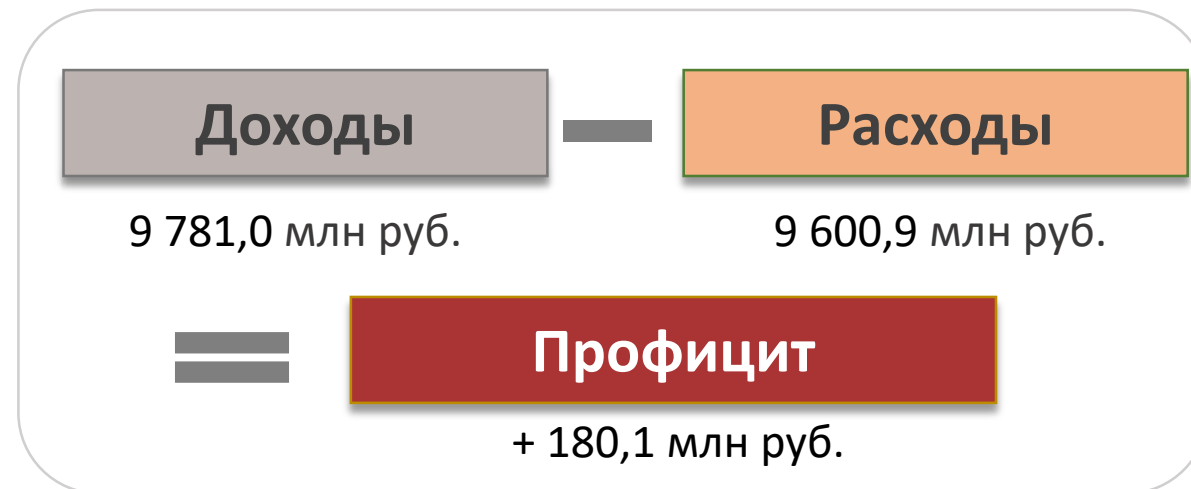 Доходы
Расходы
9 781,0 млн руб.
9 600,9 млн руб.
Профицит
+ 180,1 млн руб.